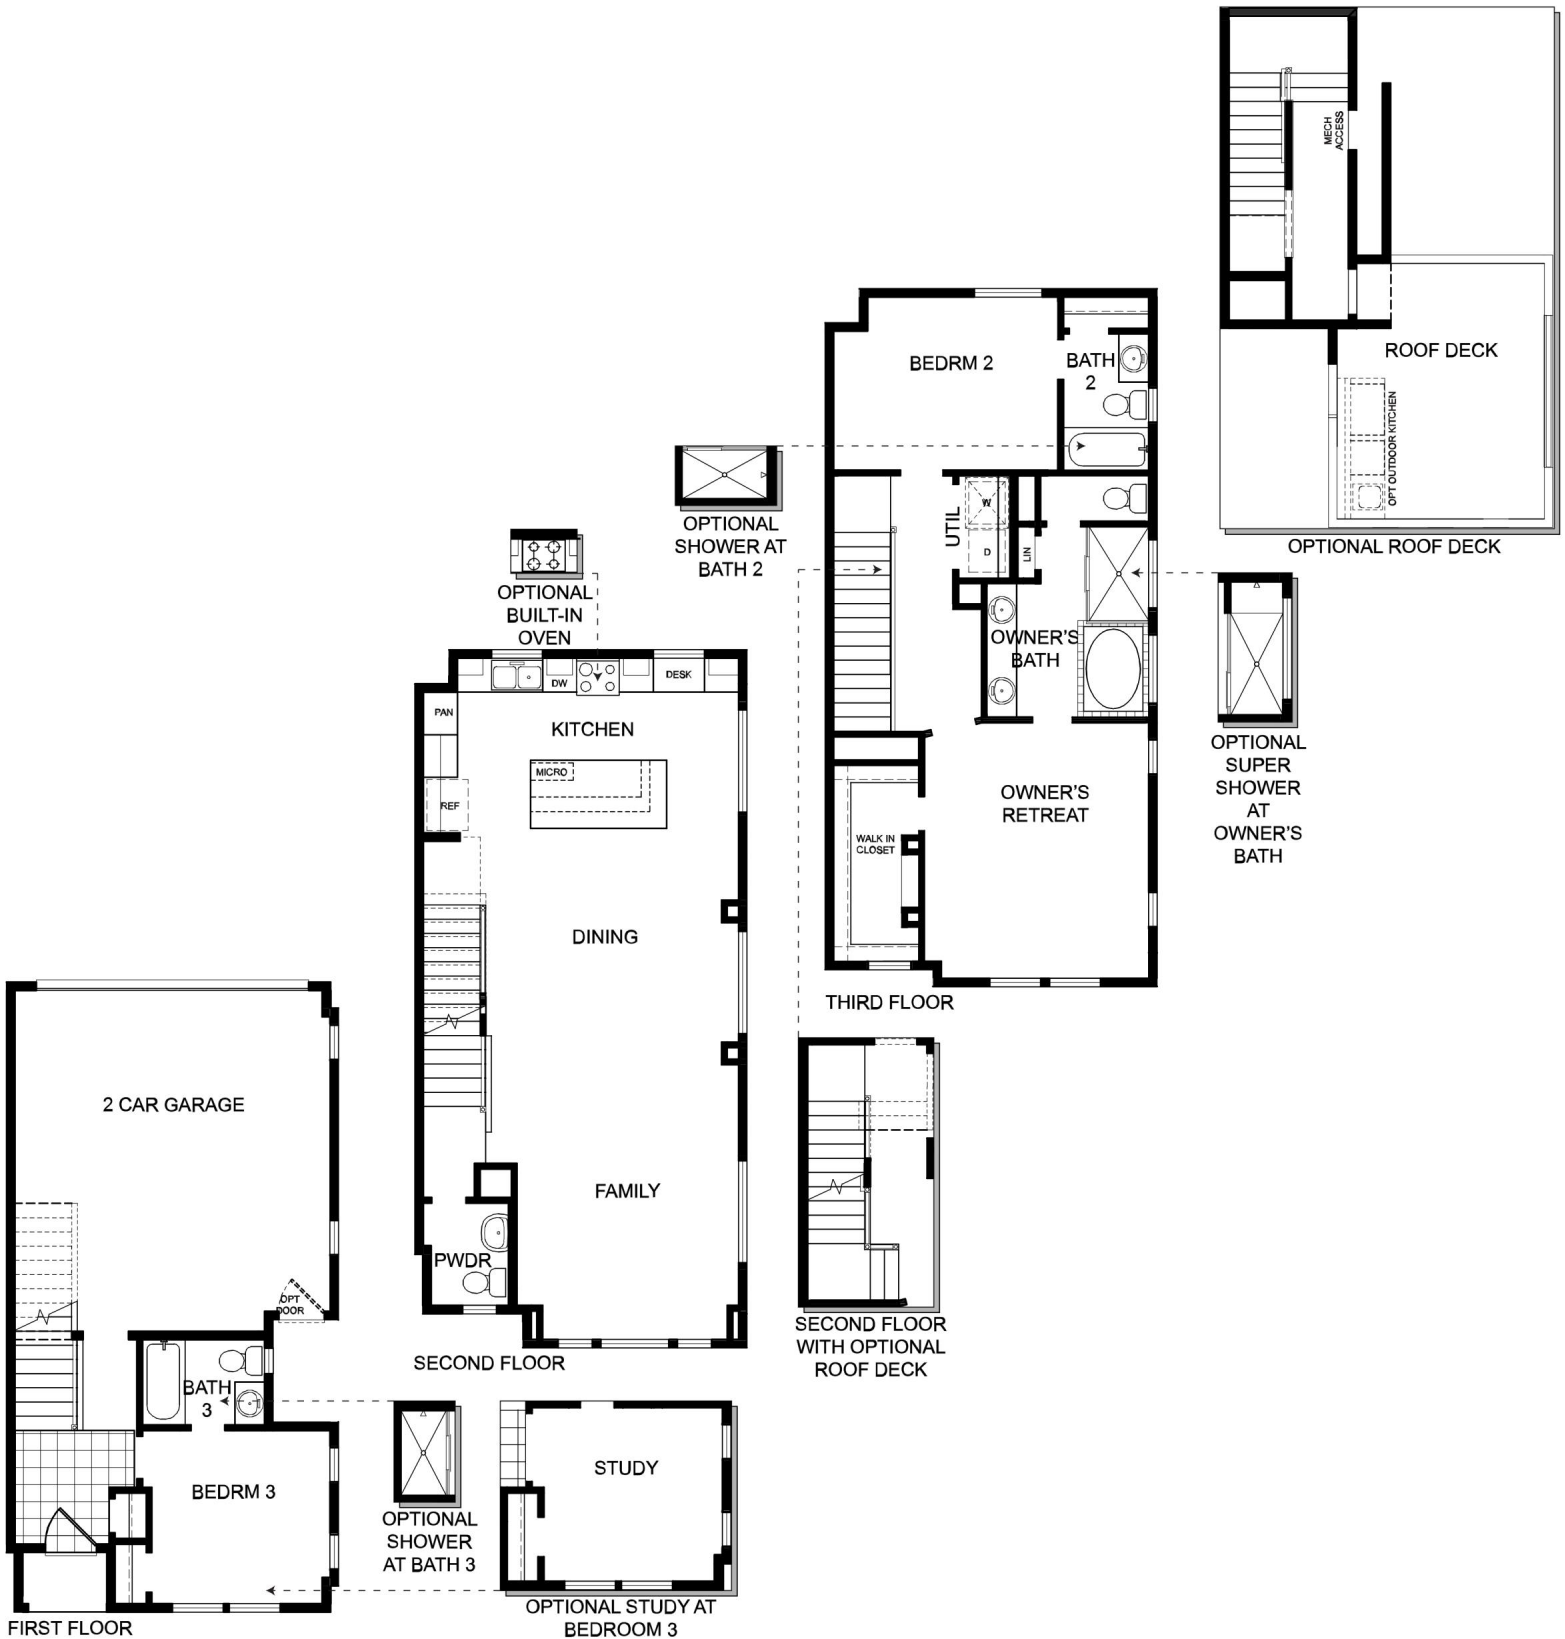 MECH
ACCESS
ROOF DECK
OPT OUTDOOR KITCHEN
OPTIONAL ROOF DECK
BEDRM 2
BATH
2
OPTIONAL
SHOWER AT
BATH 2
UTIL
W
D
LIN
OWNER'S
BATH
OWNER'S
RETREAT
WALK IN
CLOSET
THIRD FLOOR
OPTIONAL
SUPER
SHOWER
AT
OWNER'S
BATH
OPTIONAL
BUILT-IN
OVEN
DW
DESK
PAN
KITCHEN
MICRO
REF
DINING
FAMILY
PWDR
SECOND FLOOR
SECOND FLOOR
WITH OPTIONAL
ROOF DECK
2 CAR GARAGE
OPT
DOOR
BATH
3
BEDRM 3
FIRST FLOOR
OPTIONAL
SHOWER
AT BATH 3
STUDY
OPTIONAL STUDY AT
BEDROOM 3